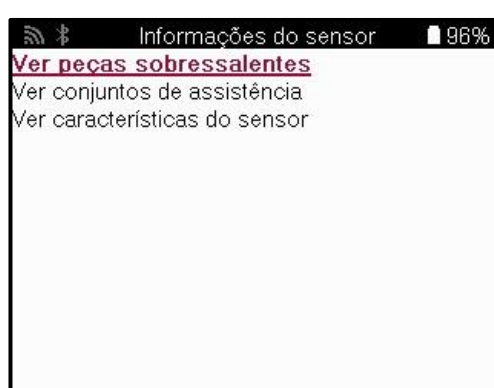 Informações do sensor 96%
Ver peças sobressalentes
Ver conjuntos de assistência
Ver características do sensor